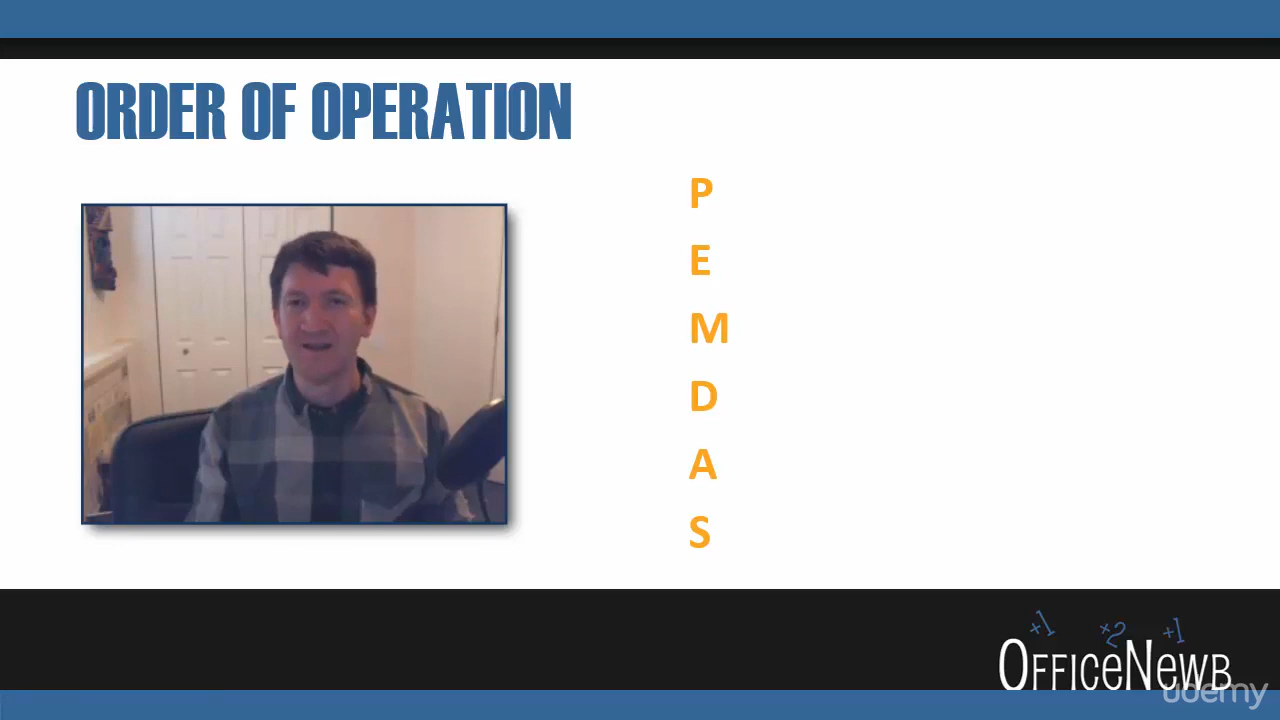 ORDER OF OPERATION
P
E
M
D
A
S
+1 ×2 +1
OFFICENEWB
udemy